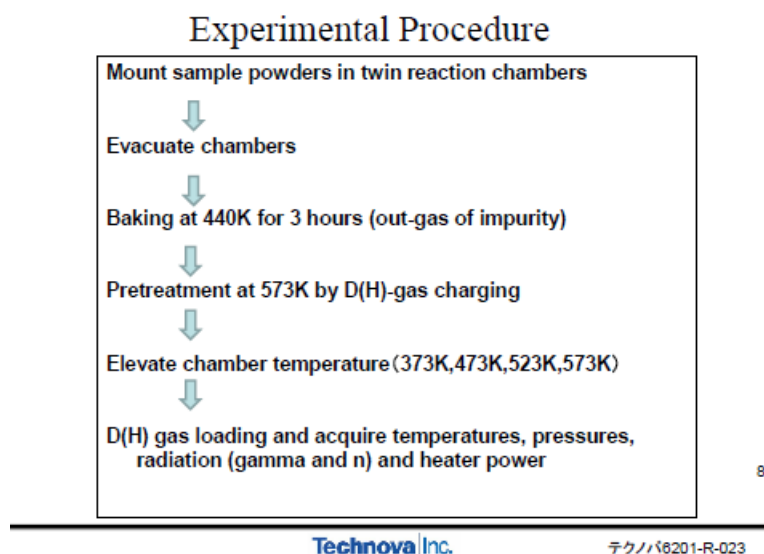 Experimental Procedure
Mount sample powders in twin reaction chambers
Evacuate chambers
Baking at 440K for 3 hours (out-gas of impurity)
Pretreatment at 573K by D(H)-gas charging
Elevate chamber temperature（373K,473K,523K,573K）
D(H) gas loading and acquire temperatures, pressures,
radiation (gamma and n) and heater power
8
Technova Inc.
テクノバ6201-R-023